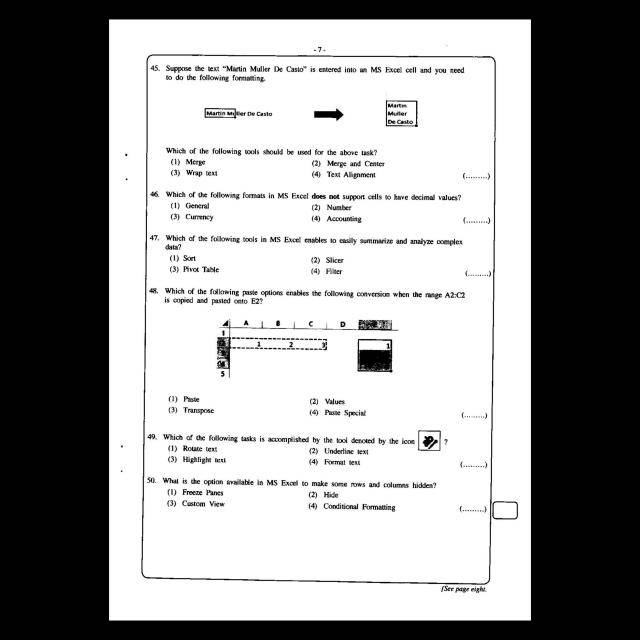 - 7 -
45. Suppose the text "Martin Muller De Casto" is entered into an MS Excel cell and you need
to do the following formatting.
Martin Muller De Casto
Martin
Muller
De Casto
Which of the following tools should be used for the above task?
(1) Merge (2) Merge and Center
(3) Wrap text (4) Text Alignment (.........)
46. Which of the following formats in MS Excel does not support cells to have decimal values?
(1) General (2) Number
(3) Currency (4) Accounting (.........)
47. Which of the following tools in MS Excel enables to easily summarize and analyze complex
data?
(1) Sort (2) Slicer
(3) Pivot Table (4) Filter (.........)
48. Which of the following paste options enables the following conversion when the range A2:C2
is copied and pasted onto E2?
A B C D
1
1 2 3 1
5
(1) Paste (2) Values
(3) Transpose (4) Paste Special (.........)
49. Which of the following tasks is accomplished by the tool denoted by the icon ?
(1) Rotate text (2) Underline text
(3) Highlight text (4) Format text (.........)
50. What is the option available in MS Excel to make some rows and columns hidden?
(1) Freeze Panes (2) Hide
(3) Custom View (4) Conditional Formatting (.........)
[See page eight.